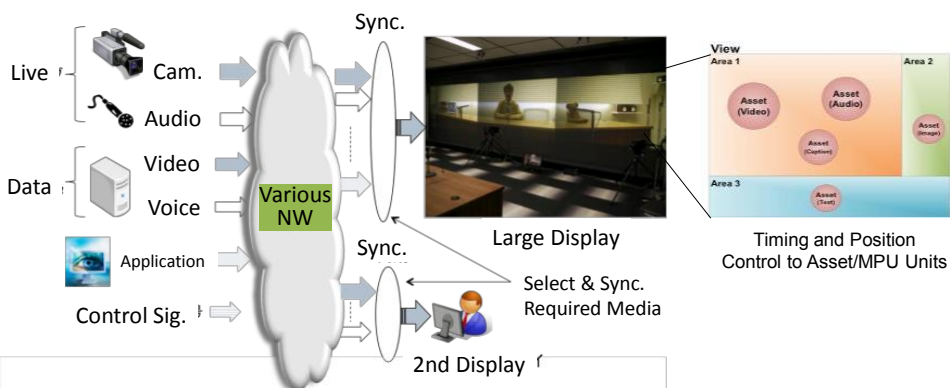 Sync.
Live
Cam.
Audio
Data
Video
Voice
Application
Control Sig.
Various
NW
Sync.
Large Display
Select & Sync.
Required Media
2nd Display
View
Area 1
Area 2
Asset
(Video)
Asset
(Audio)
Asset
(Caption)
Asset
(Image)
Area 3
Asset
(Text)
Timing and Position
Control to Asset/MPU Units